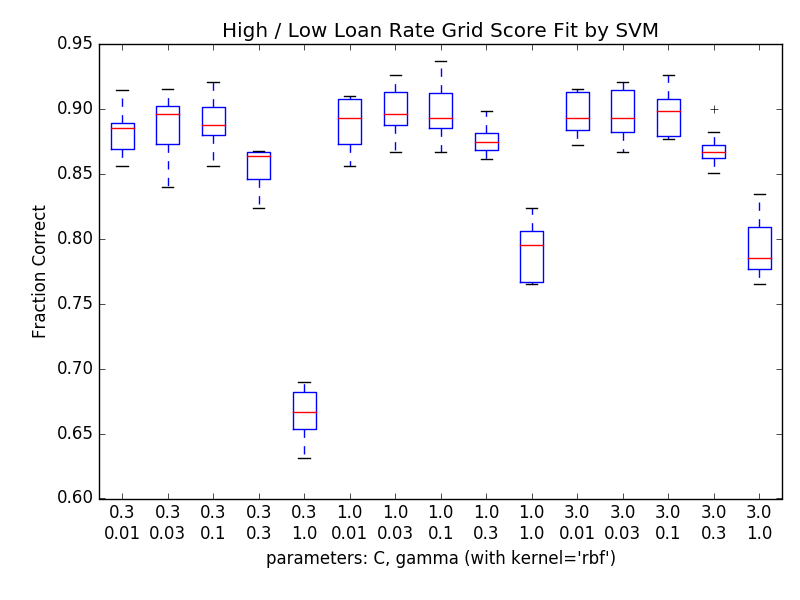 High / Low Loan Rate Grid Score Fit by SVM
Fraction Correct
0.95
0.90
0.85
0.80
0.75
0.70
0.65
0.60
0.3 0.3 0.3 0.3 0.3 1.0 1.0 1.0 1.0 1.0 3.0 3.0 3.0 3.0 3.0
0.01 0.03 0.1 0.3 1.0 0.01 0.03 0.1 0.3 1.0 0.01 0.03 0.1 0.3 1.0
parameters: C, gamma (with kernel='rbf')